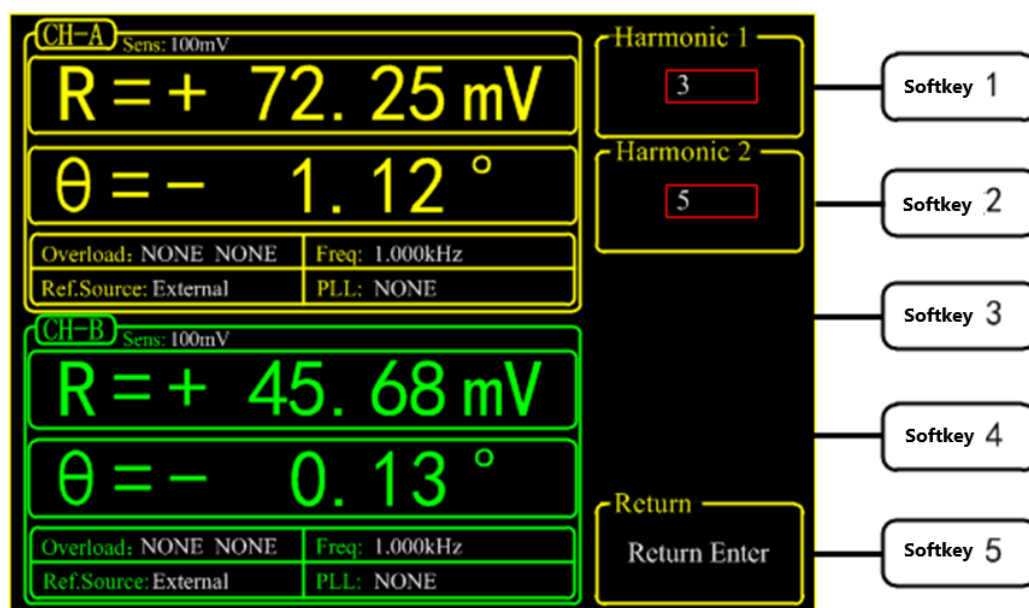 CH-A Sens: 100mV
R=+ 72.25 mV
θ=- 1.12 °
Overload: NONE NONE Freq: 1.000kHz
Ref.Source: External PLL: NONE
CH-B Sens: 100mV
R=+ 45.68 mV
θ=- 0.13 °
Overload: NONE NONE Freq: 1.000kHz
Ref.Source: External PLL: NONE
Harmonic 1
3
Harmonic 2
5
Return
Return Enter
Softkey 1
Softkey 2
Softkey 3
Softkey 4
Softkey 5